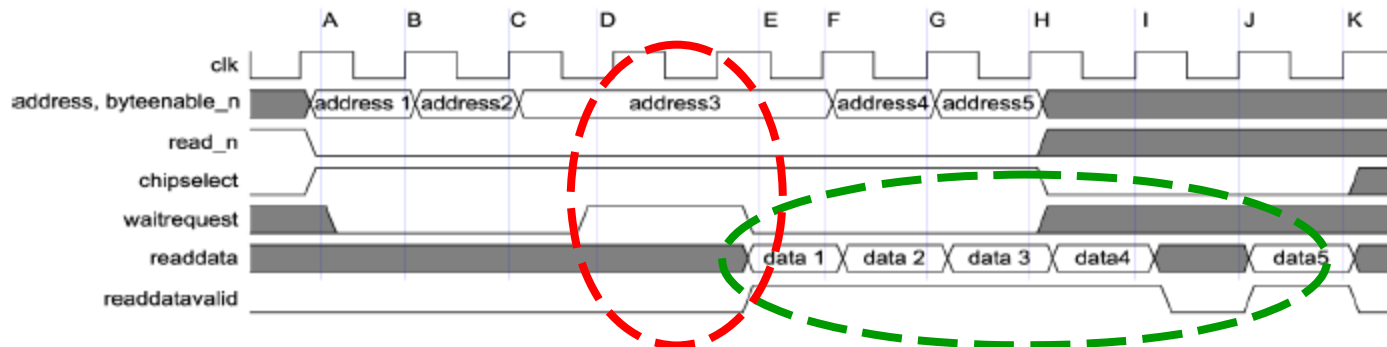 A B C D E F G H I J K
clk
address, byteenable_n address 1 address2 address3 address4 address5
read_n
chipselect
waitrequest
readdata data 1 data 2 data 3 data4 data5
readdatavalid